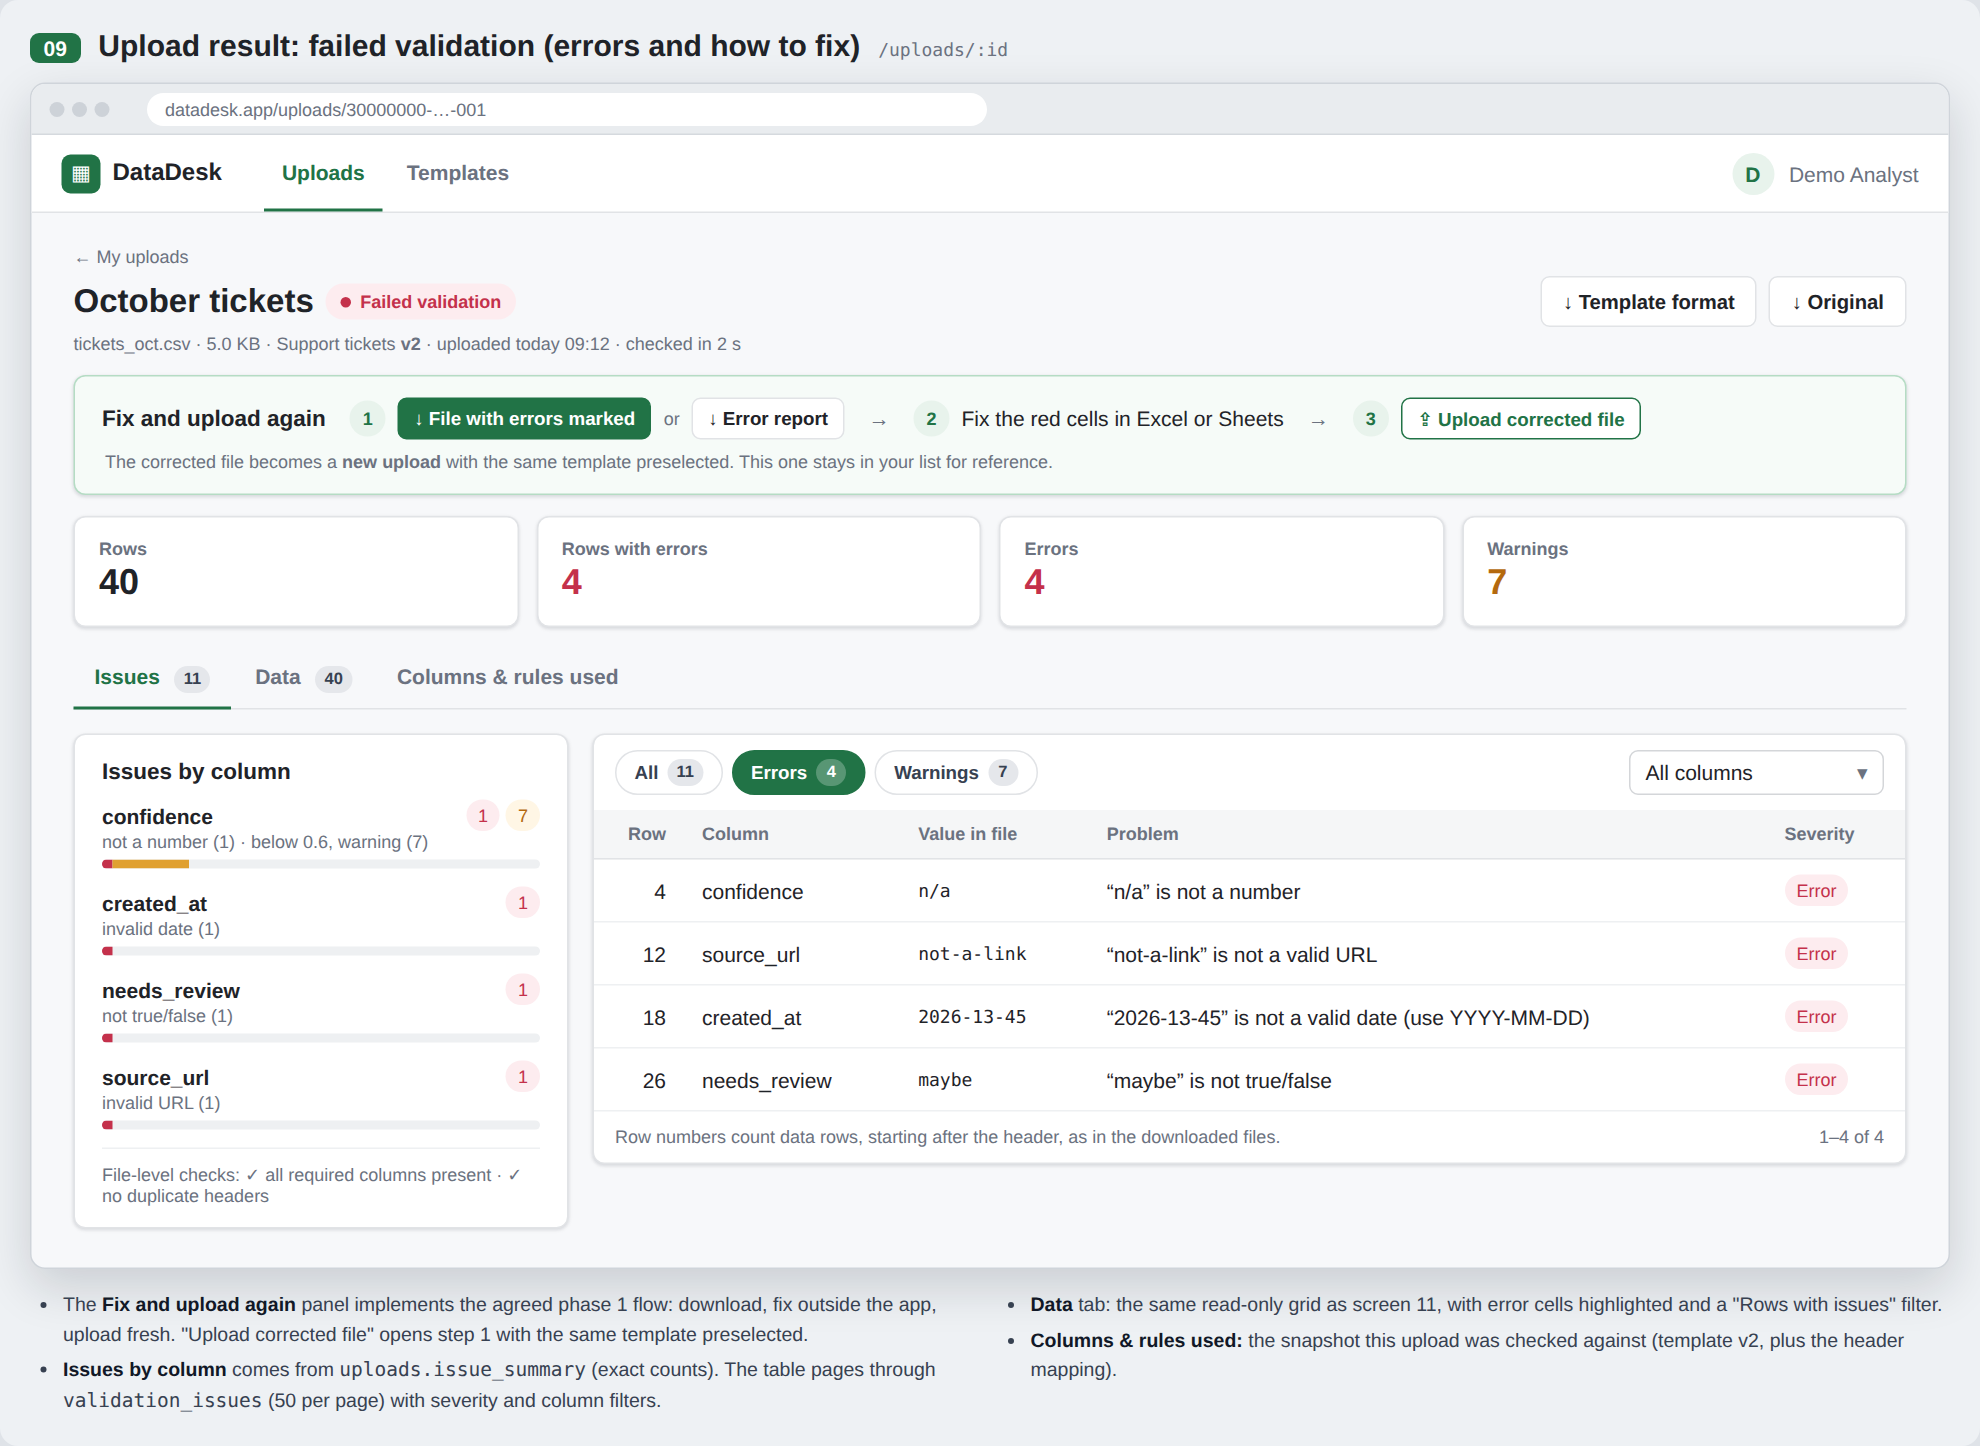 09 Upload result: failed validation (errors and how to fix) /uploads/:id
datadesk.app/uploads/30000000-…-001
▦ DataDesk Uploads Templates D Demo Analyst
← My uploads
October tickets ● Failed validation ↓ Template format ↓ Original
tickets_oct.csv · 5.0 KB · Support tickets v2 · uploaded today 09:12 · checked in 2 s
Fix and upload again 1 ↓ File with errors marked or ↓ Error report → 2 Fix the red cells in Excel or Sheets → 3 ⇪ Upload corrected file
The corrected file becomes a new upload with the same template preselected. This one stays in your list for reference.
Rows Rows with errors Errors Warnings
40 4 4 7
Issues 11 Data 40 Columns & rules used
Issues by column
confidence 1 7
not a number (1) · below 0.6, warning (7)
created_at 1
invalid date (1)
needs_review 1
not true/false (1)
source_url 1
invalid URL (1)
File-level checks: ✓ all required columns present · ✓
no duplicate headers
All 11 Errors 4 Warnings 7 All columns ▾
Row Column Value in file Problem Severity
4 confidence n/a “n/a” is not a number Error
12 source_url not-a-link “not-a-link” is not a valid URL Error
18 created_at 2026-13-45 “2026-13-45” is not a valid date (use YYYY-MM-DD) Error
26 needs_review maybe “maybe” is not true/false Error
Row numbers count data rows, starting after the header, as in the downloaded files. 1–4 of 4
• The Fix and upload again panel implements the agreed phase 1 flow: download, fix outside the app,
upload fresh. "Upload corrected file" opens step 1 with the same template preselected.
• Issues by column comes from uploads.issue_summary (exact counts). The table pages through
validation_issues (50 per page) with severity and column filters.
• Data tab: the same read-only grid as screen 11, with error cells highlighted and a "Rows with issues" filter.
• Columns & rules used: the snapshot this upload was checked against (template v2, plus the header
mapping).